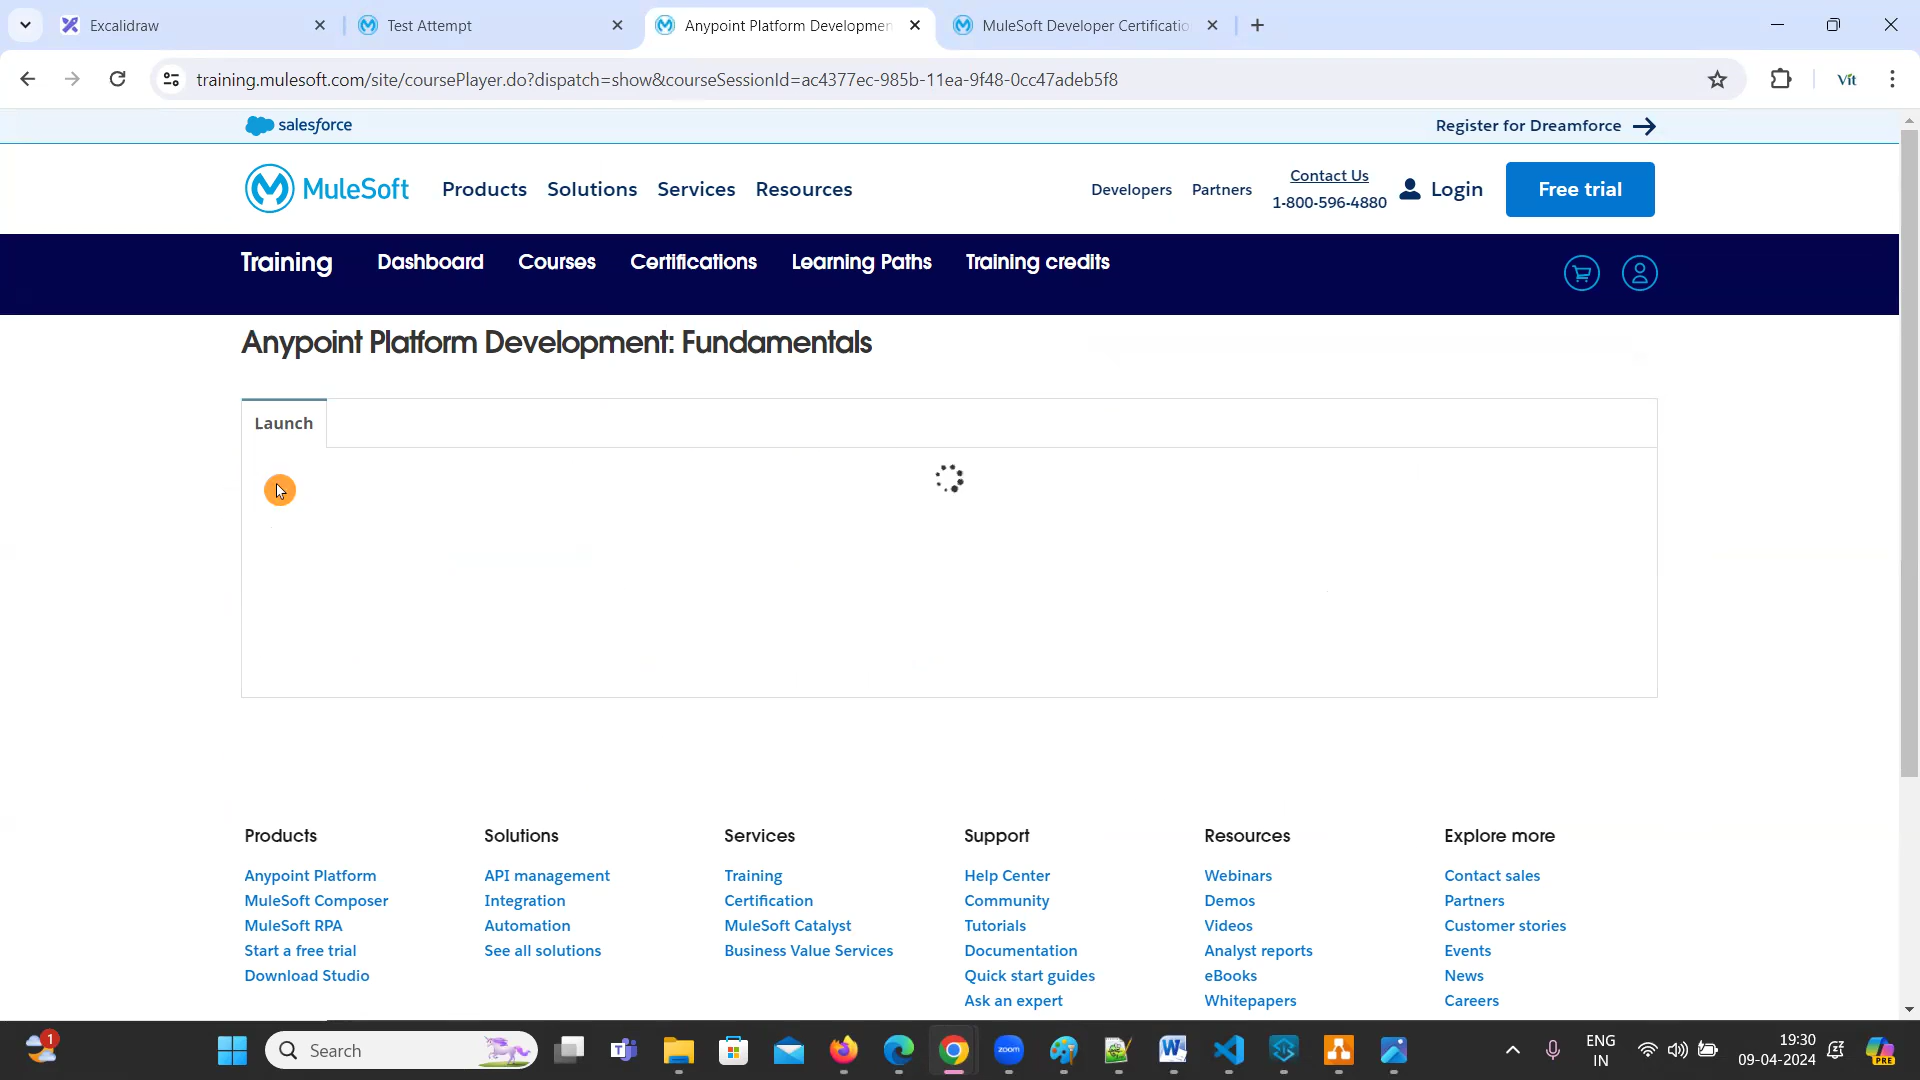 Excalidraw
Test Attempt
Anypoint Platform Developmen
MuleSoft Developer Certificatio
training.mulesoft.com/site/coursePlayer.do?dispatch=show&courseSessionId=ac4377ec-985b-11ea-9f48-0cc47adeb5f8
Vit
salesforce
Register for Dreamforce
MuleSoft
Products Solutions Services Resources
Developers Partners
Contact Us
1-800-596-4880
Login
Free trial
Training Dashboard Courses Certifications Learning Paths Training credits
Anypoint Platform Development: Fundamentals
Launch
Products
Anypoint Platform
MuleSoft Composer
MuleSoft RPA
Start a free trial
Download Studio
Solutions
API management
Integration
Automation
See all solutions
Services
Training
Certification
MuleSoft Catalyst
Business Value Services
Support
Help Center
Community
Tutorials
Documentation
Quick start guides
Ask an expert
Resources
Webinars
Demos
Videos
Analyst reports
eBooks
Whitepapers
Explore more
Contact sales
Partners
Customer stories
Events
News
Careers
1
Search
zoom
ENG
IN
19:30
09-04-2024
PRE